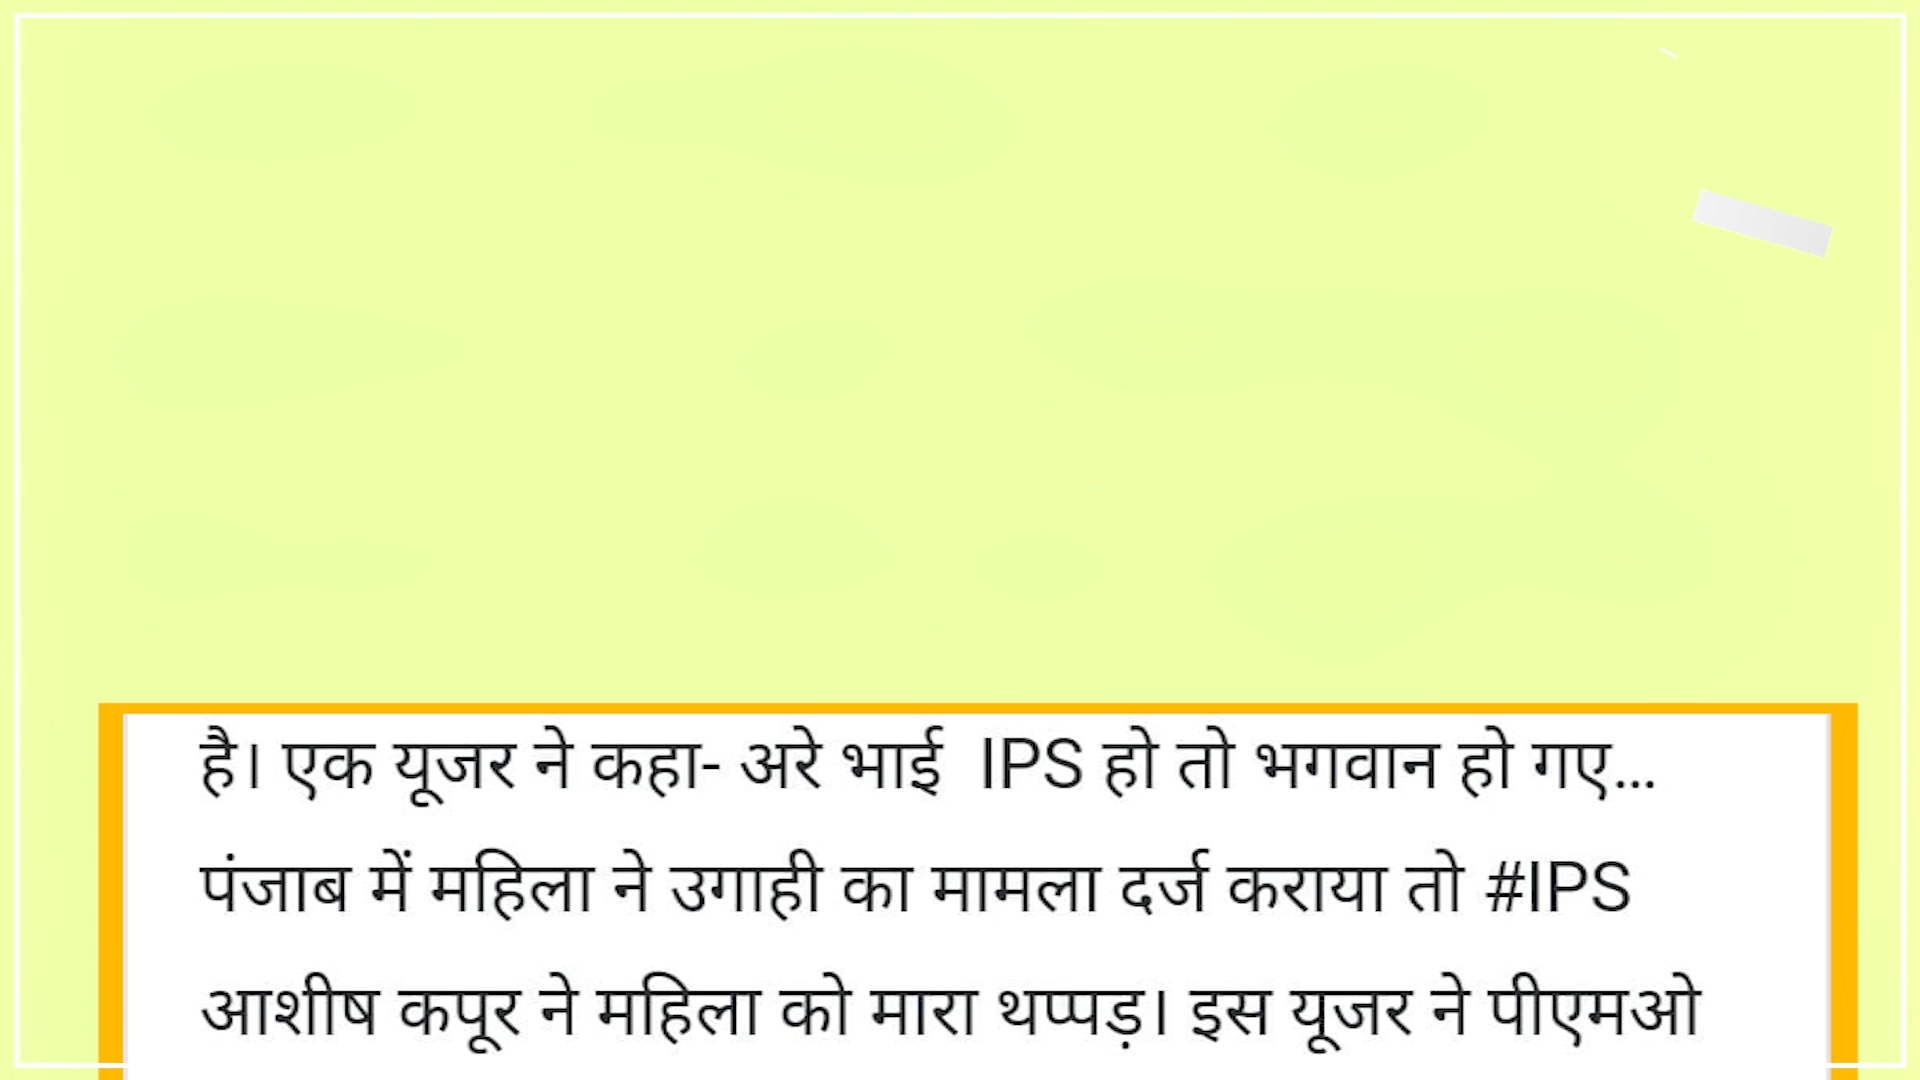 है। एक यूजर ने कहा- अरे भाई IPS हो तो भगवान हो गए...
पंजाब में महिला ने उगाही का मामला दर्ज कराया तो #IPS
आशीष कपूर ने महिला को मारा थप्पड़। इस यूजर ने पीएमओ